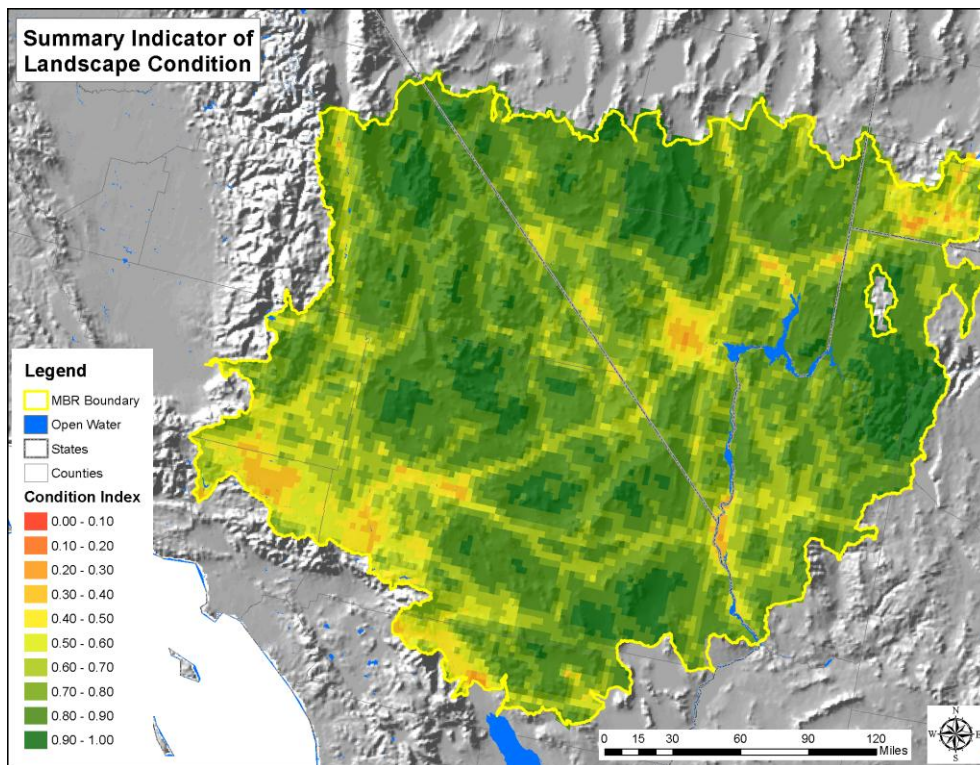 Summary Indicator of
Landscape Condition
Legend
MBR Boundary
Open Water
States
Counties
Condition Index
0.00 - 0.10
0.10 - 0.20
0.20 - 0.30
0.30 - 0.40
0.40 - 0.50
0.50 - 0.60
0.60 - 0.70
0.70 - 0.80
0.80 - 0.90
0.90 - 1.00
0 15 30 60 90 120
Miles
N
W E
S